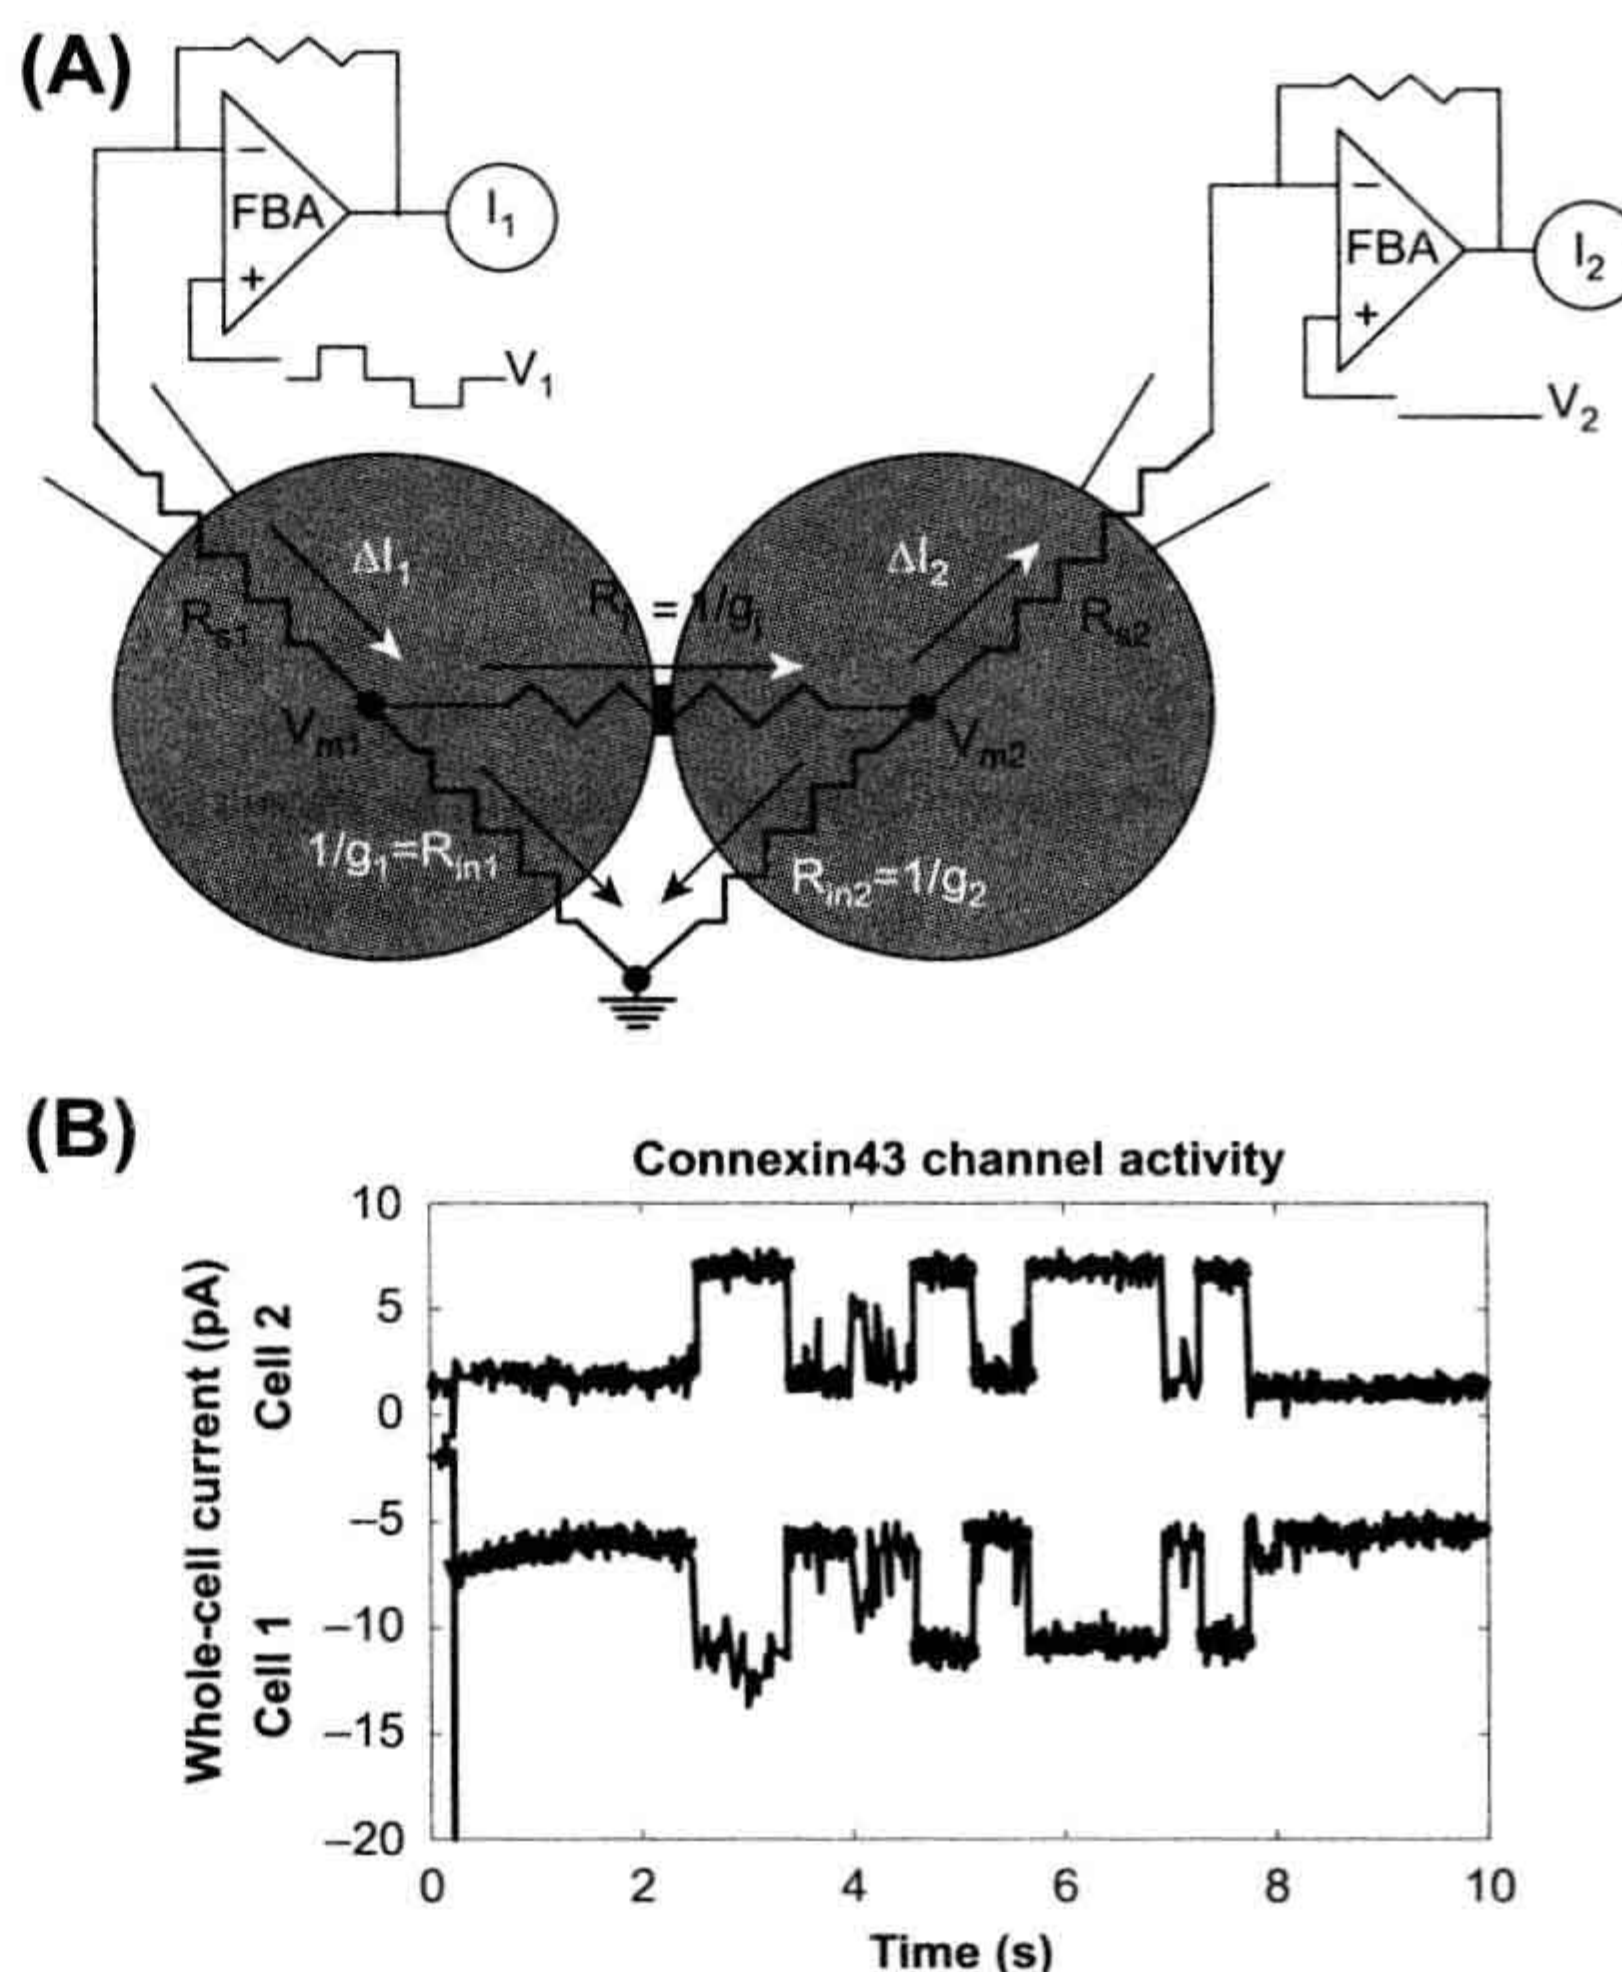 (A)
−
FBA
+
I1
V1
−
FBA
+
I2
V2
ΔI1
ΔI2
Rs1
Rj = 1/gj
Rs2
Vm1
Vm2
1/g1=Rin1
Rin2=1/g2
(B)
Connexin43 channel activity
Whole-cell current (pA)
Cell 2
Cell 1
10
5
0
−5
−10
−15
−20
0 2 4 6 8 10
Time (s)